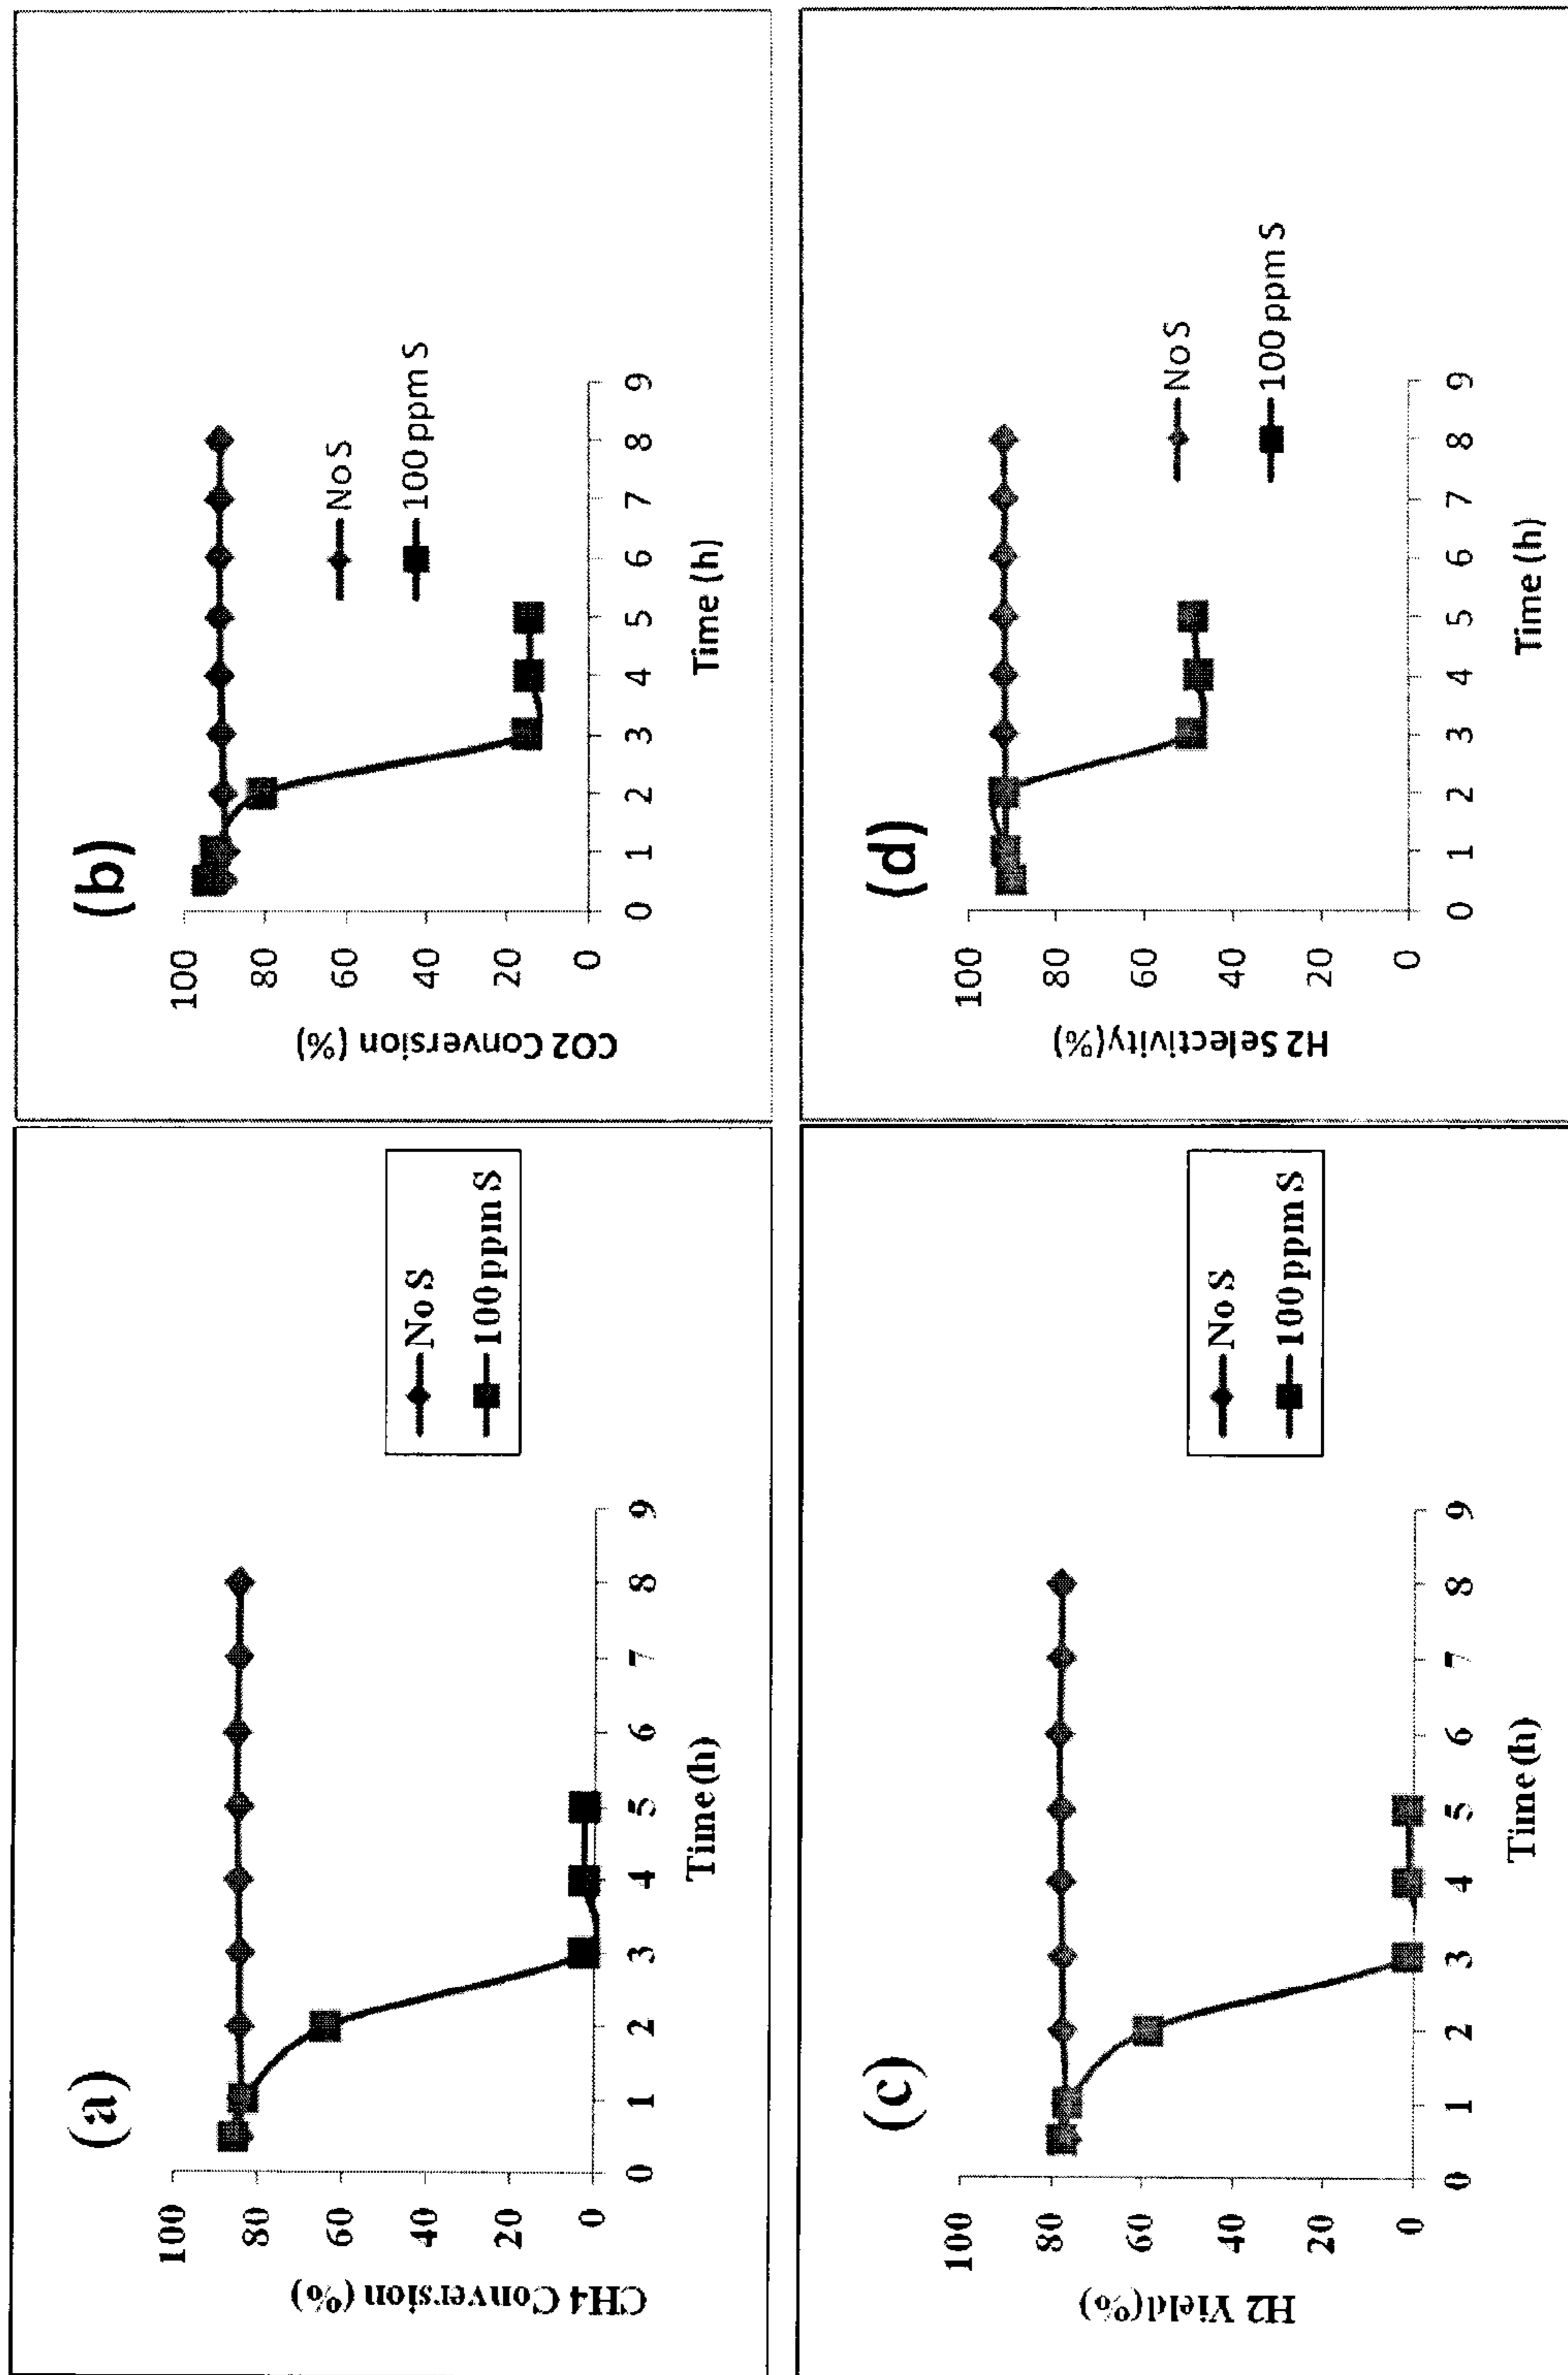 (a)
CH4 Conversion (%)
100
80
60
40
20
0
0 1 2 3 4 5 6 7 8 9
Time (h)
No S
100ppm S
(b)
CO2 Conversion (%)
100
80
60
40
20
0
0 1 2 3 4 5 6 7 8 9
Time (h)
No S
100 ppm S
(c)
H2 Yield(%)
100
80
60
40
20
0
0 1 2 3 4 5 6 7 8 9
Time (h)
No S
100ppm S
(d)
H2 Selectivity(%)
100
80
60
40
20
0
0 1 2 3 4 5 6 7 8 9
Time (h)
No S
100 ppm S